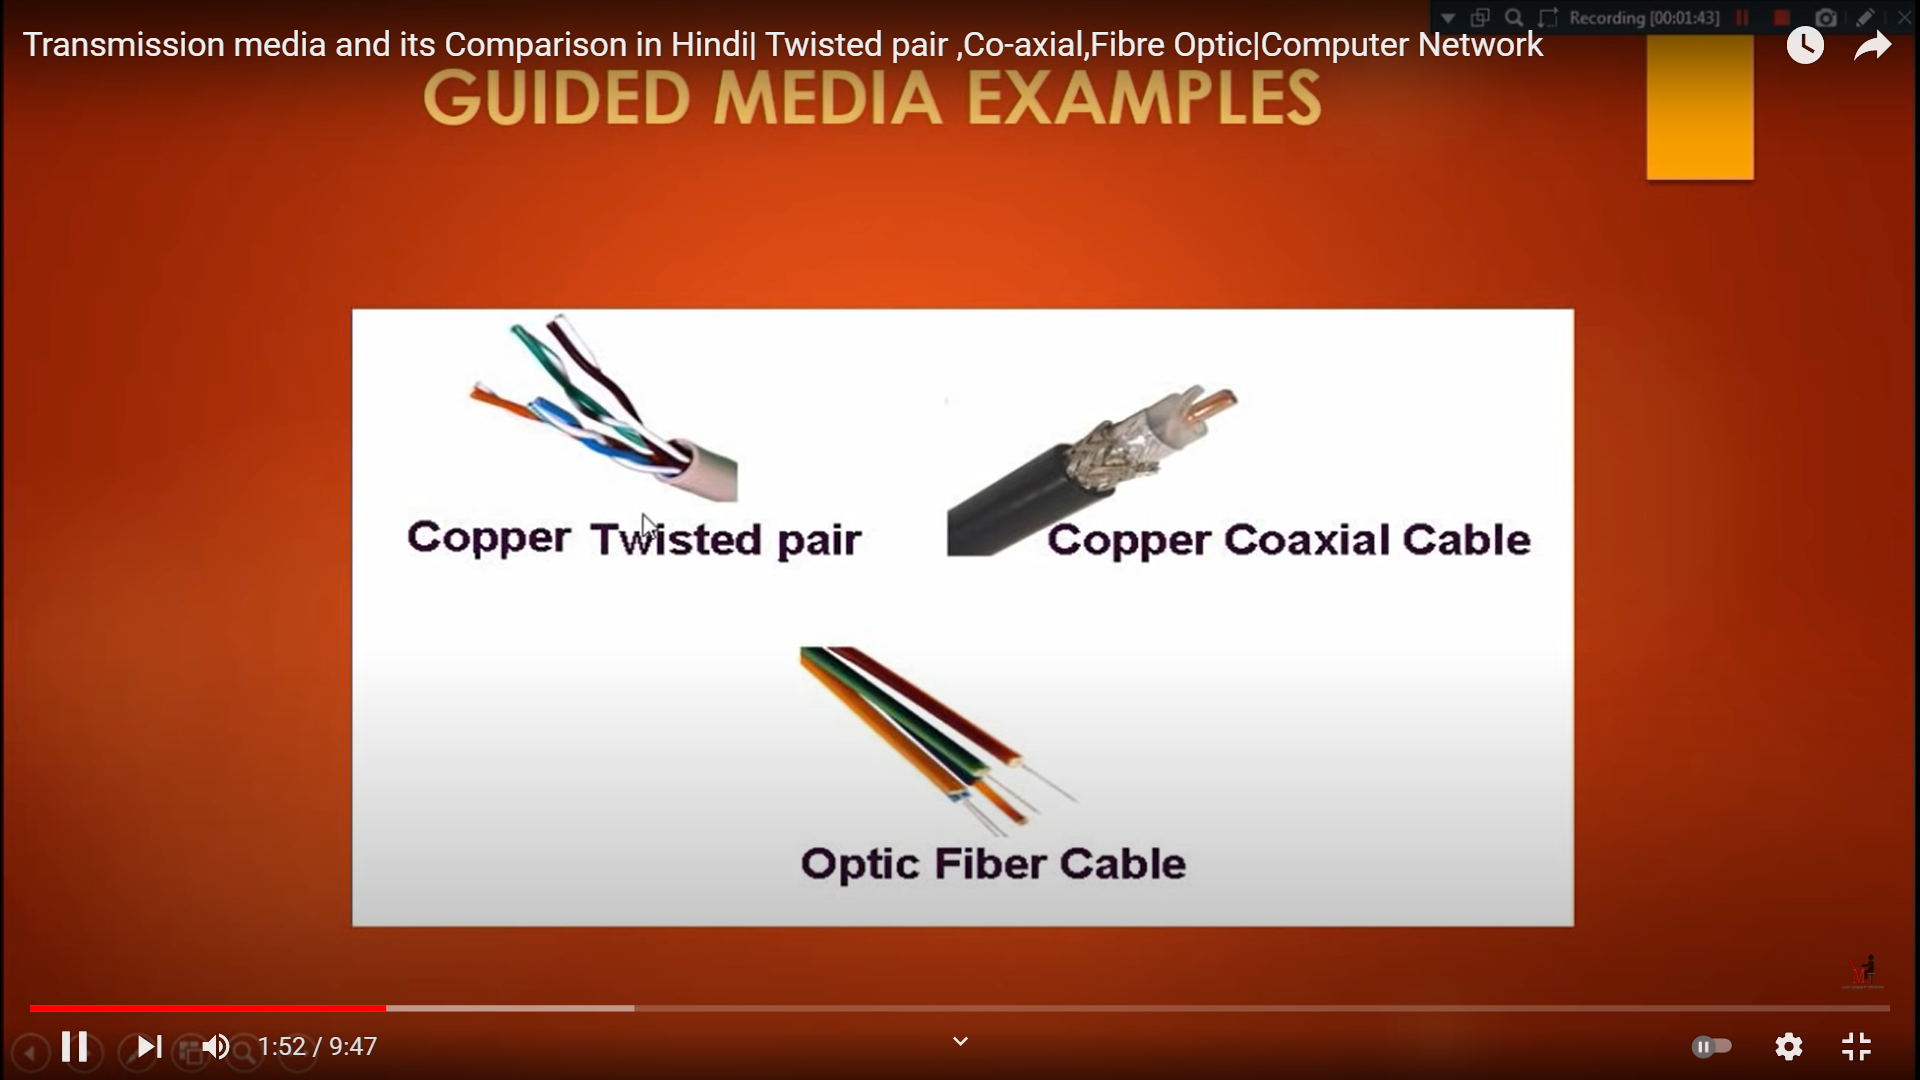 Recording [00:01:43]
Transmission media and its Comparison in Hindi| Twisted pair ,Co-axial,Fibre Optic|Computer Network
GUIDED MEDIA EXAMPLES
Copper Twisted pair
Copper Coaxial Cable
Optic Fiber Cable
1:52 / 9:47